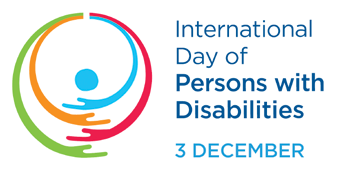 International
Day of
Persons with
Disabilities
3 DECEMBER